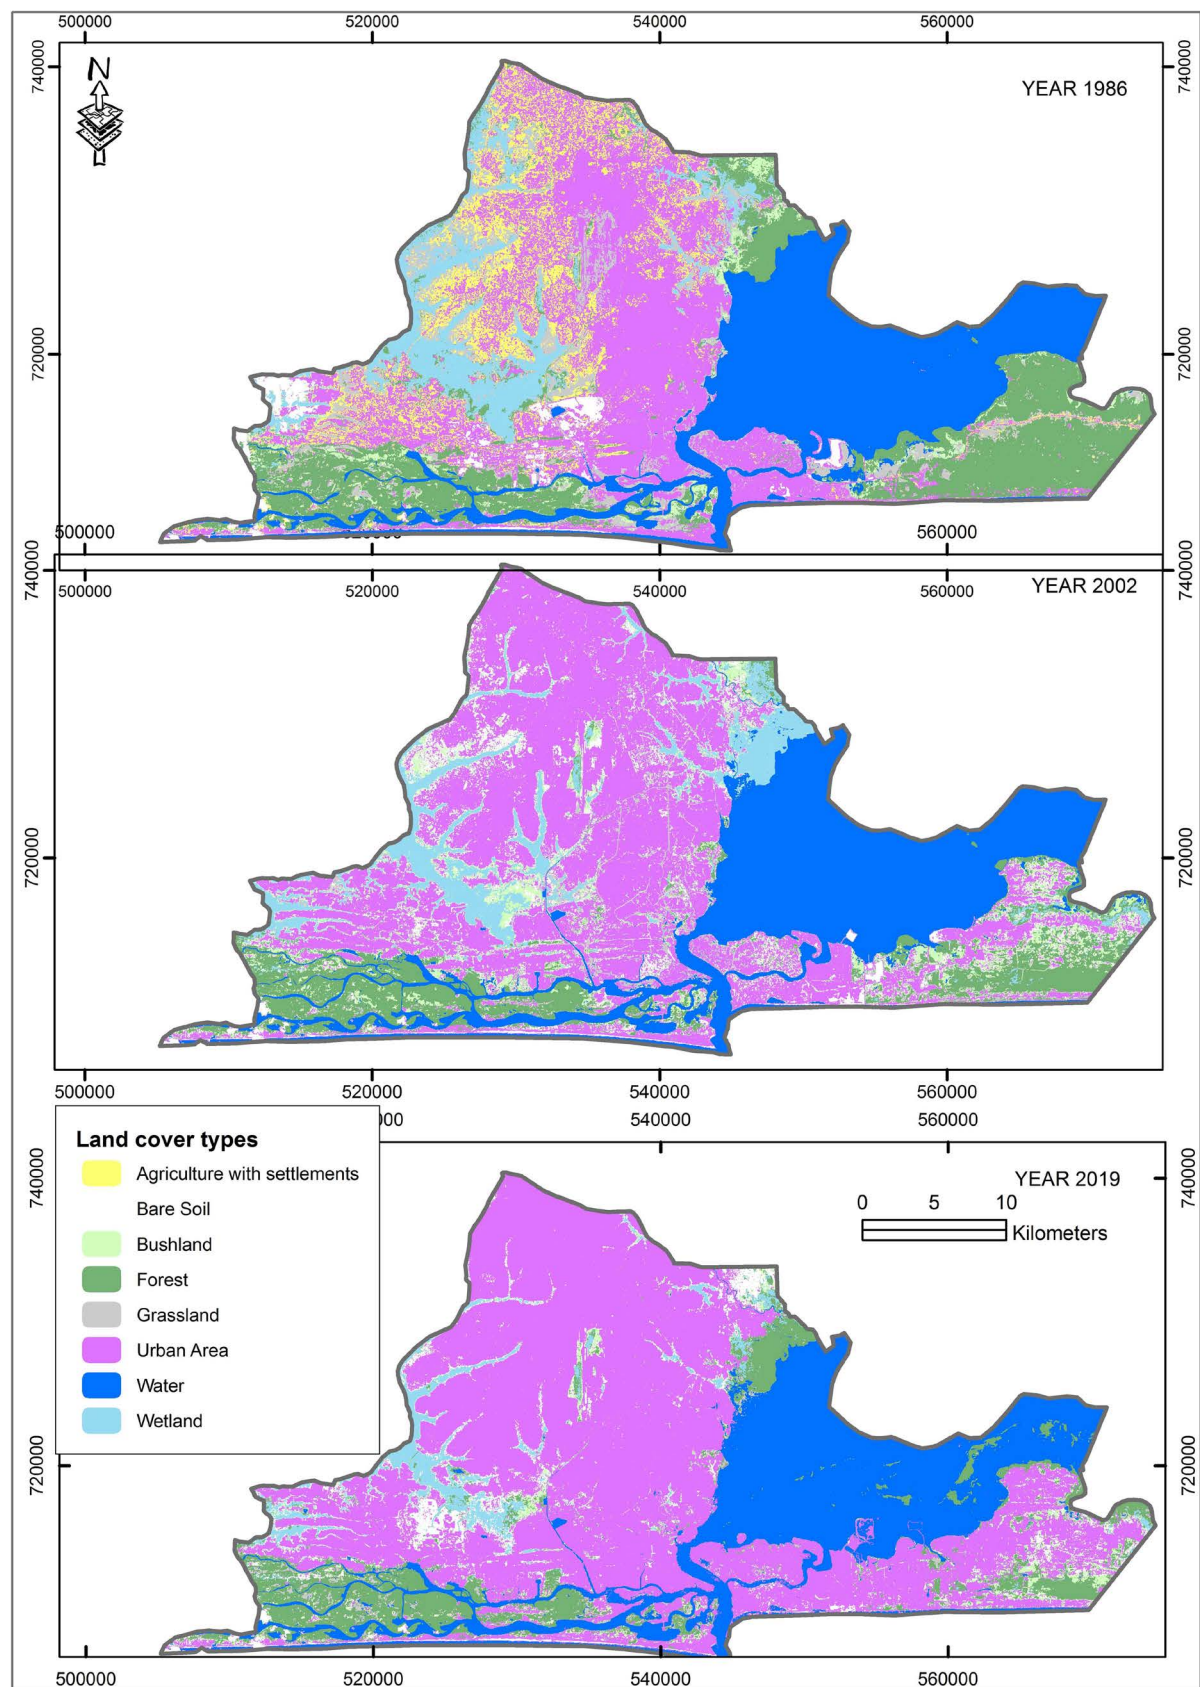 500000 520000 540000 560000
740000 740000
N
YEAR 1986
720000 720000
500000 560000
740000 740000
500000 520000 540000 560000
YEAR 2002
720000 720000
500000 520000 540000 560000
540000 560000
Land cover types
Agriculture with settlements
Bare Soil
Bushland
Forest
Grassland
Urban Area
Water
Wetland
740000 740000
YEAR 2019
0 5 10
Kilometers
720000 720000
500000 520000 540000 560000